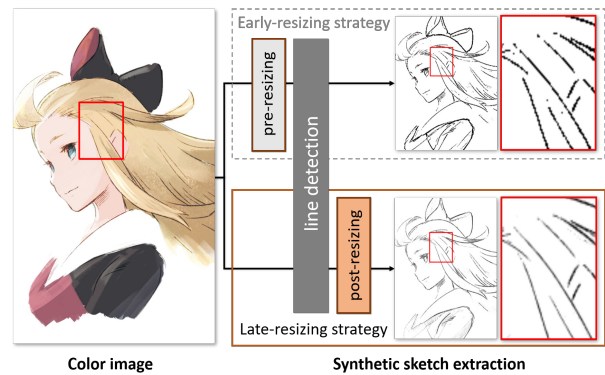 Early-resizing strategy
pre-resizing
line detection
post-resizing
Late-resizing strategy
Color image
Synthetic sketch extraction